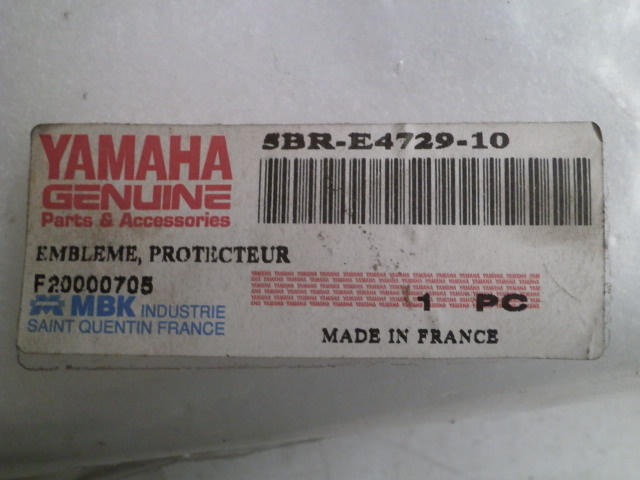 YAMAHA
GENUINE
Parts & Accessories
5BR-E4729-10
EMBLEME, PROTECTEUR
F20000705
MBK INDUSTRIE
SAINT QUENTIN FRANCE
1 PC
MADE IN FRANCE